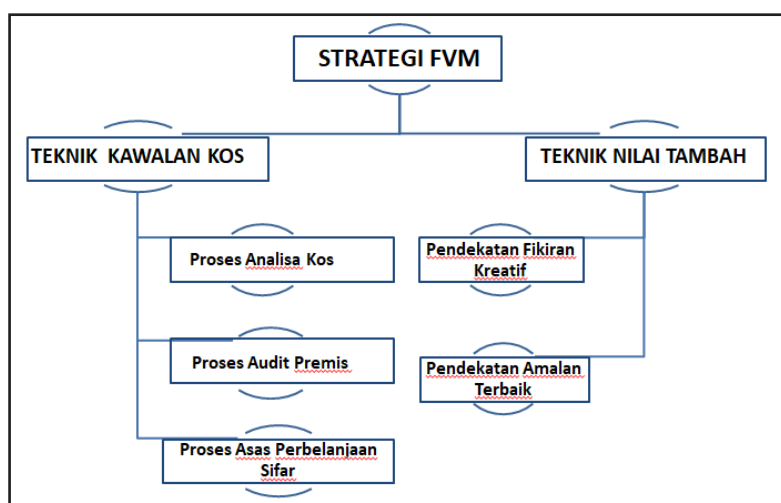 STRATEGI FVM
TEKNIK KAWALAN KOS
TEKNIK NILAI TAMBAH
Proses Analisa Kos
Pendekatan Fikiran
Kreatif
Proses Audit Premis
Pendekatan Amalan
Terbaik
Proses Asas Perbelanjaan
Sifar